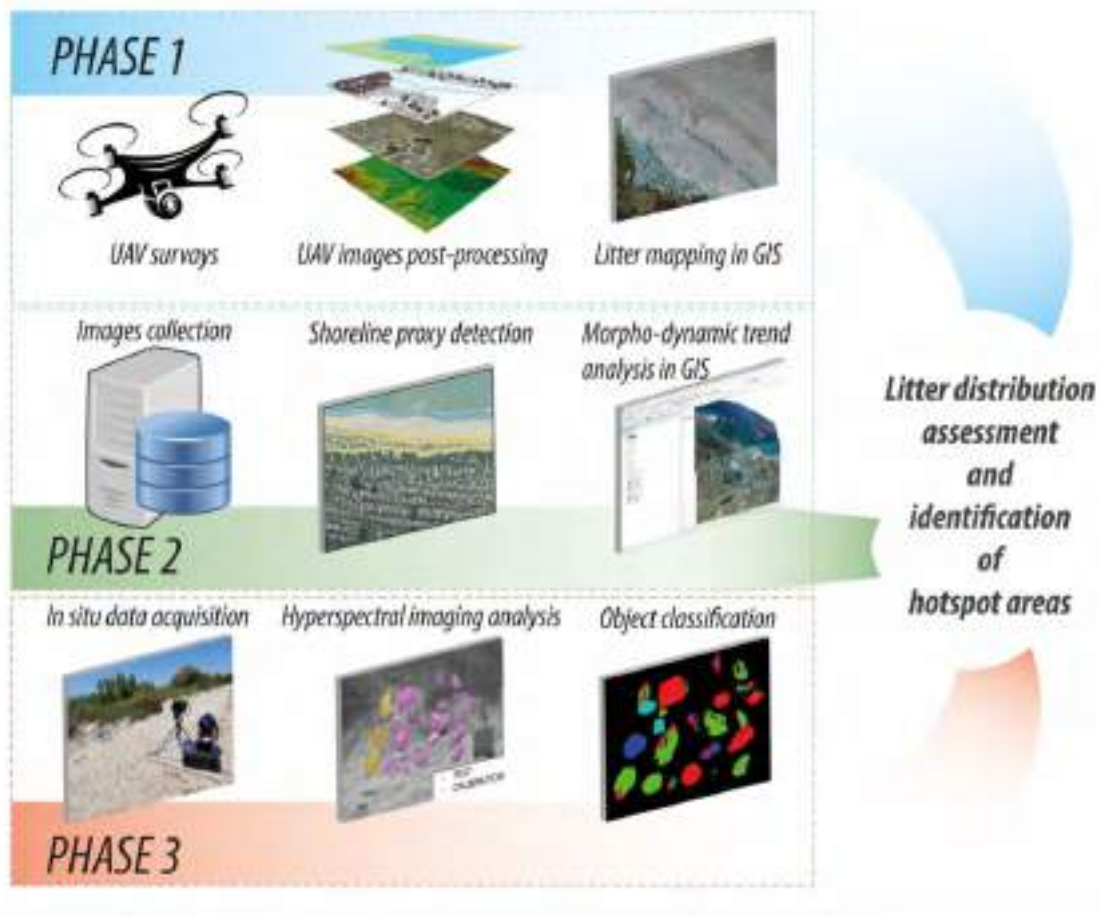 PHASE 1
UAV survays
UAV images post-processing
Litter mapping in GIS
Images collection
Shoreline proxy detection
Morpho-dynamic trend
analysis in GIS
PHASE 2
In situ data acquisition
Hyperspectral imaging analysis
Object classification
PHASE 3
Litter distribution
assessment
and
identification
of
hotspot areas